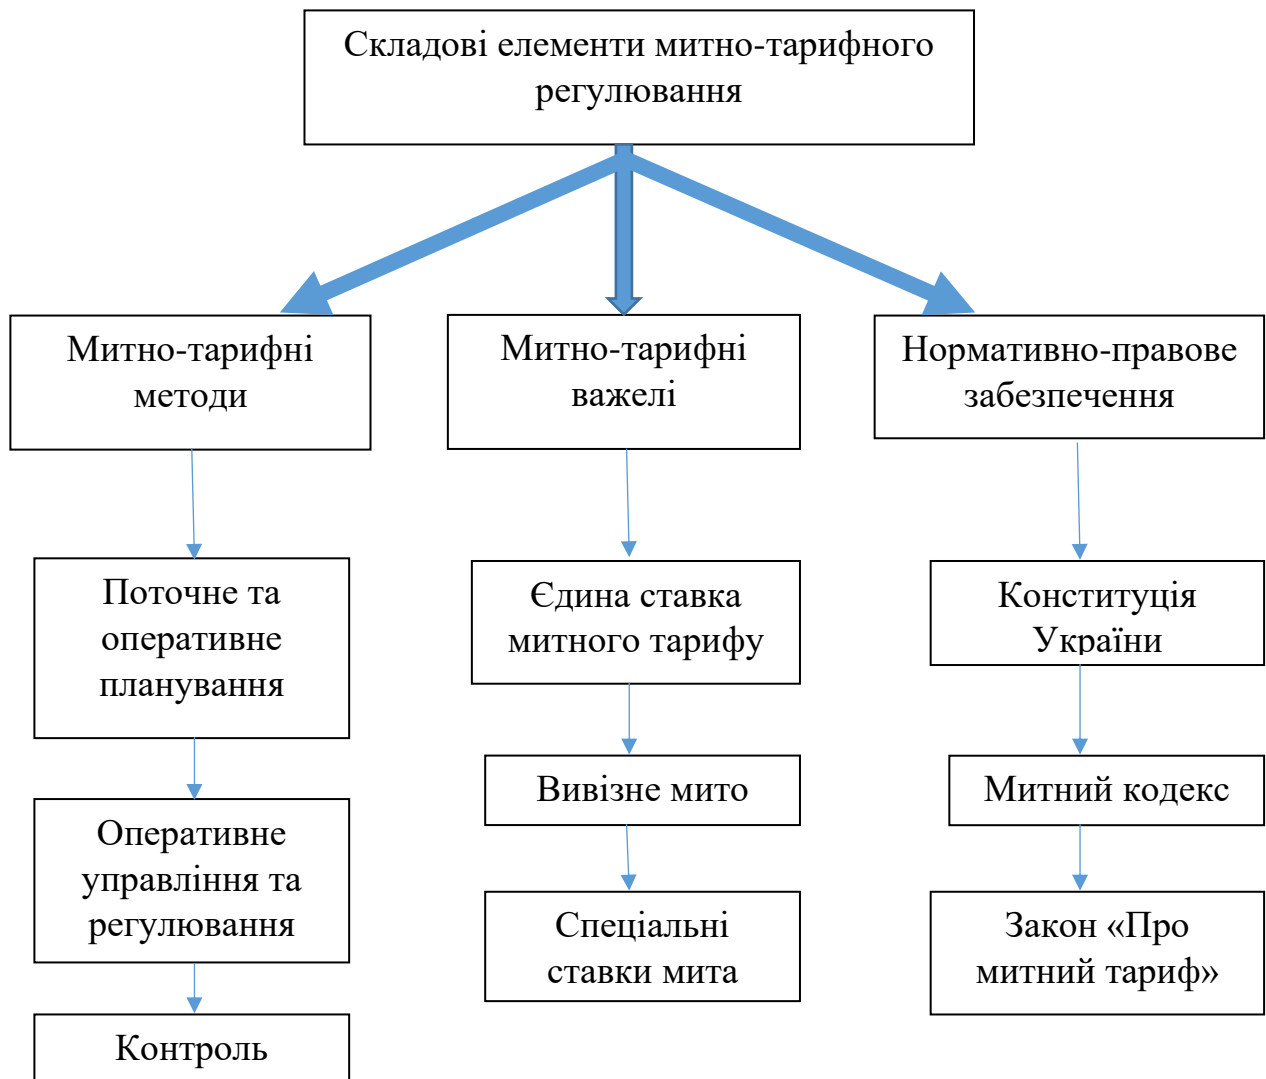 Складові елементи митно-тарифного
регулювання
Митно-тарифні
методи
Митно-тарифні
важелі
Нормативно-правове
забезпечення
Поточне та
оперативне
планування
Єдина ставка
митного тарифу
Конституція
України
Оперативне
управління та
регулювання
Вивізне мито
Митний кодекс
Контроль
Спеціальні
ставки мита
Закон «Про
митний тариф»